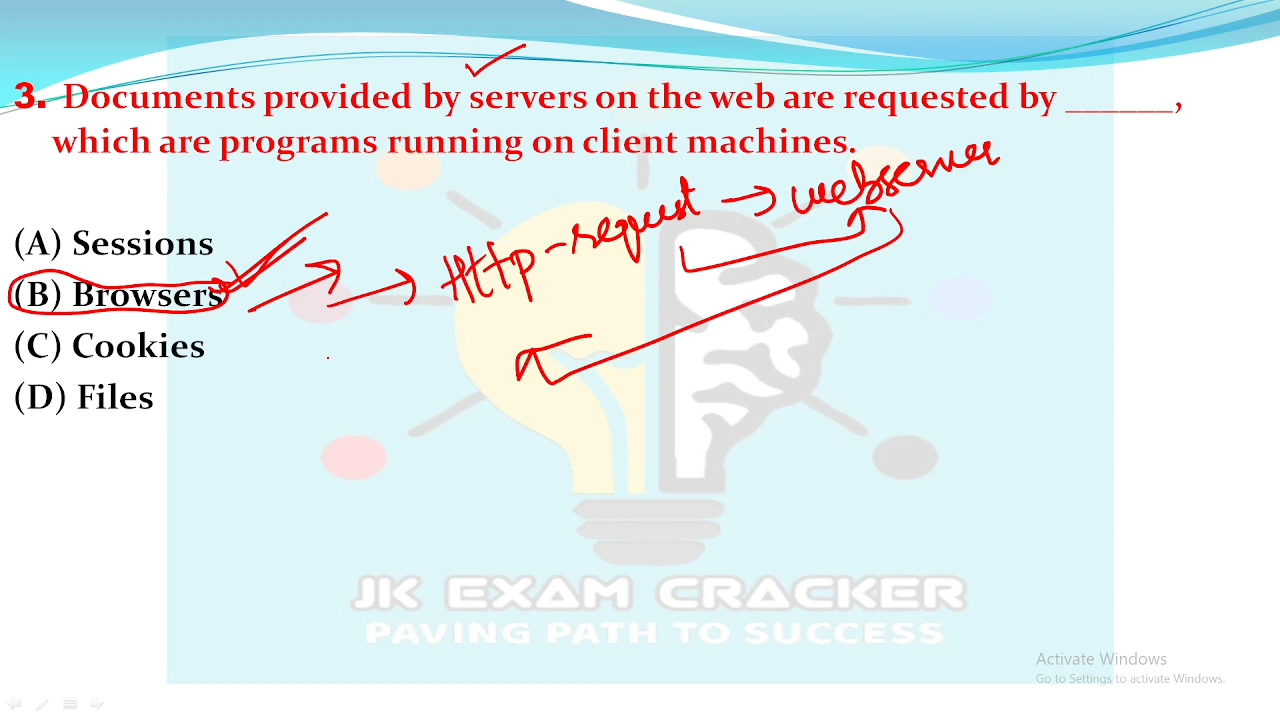 3. Documents provided by servers on the web are requested by ______,
which are programs running on client machines.
Http-request → webserver
(A) Sessions
(B) Browsers
(C) Cookies
(D) Files
JK EXAM CRACKER
PAVING PATH TO SUCCESS
Activate Windows
Go to Settings to activate Windows.